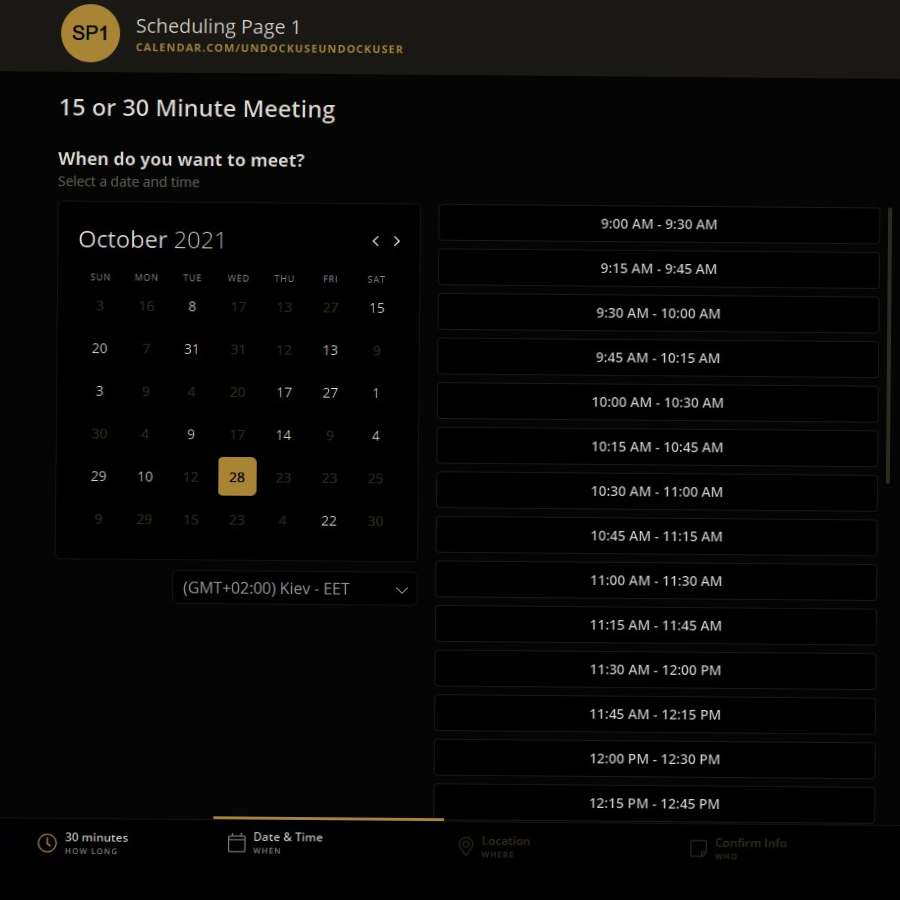 SP1
Scheduling Page 1
CALENDAR.COM/UNDOCKUSEUNDOCKUSER
15 or 30 Minute Meeting
When do you want to meet?
Select a date and time
October 2021
SUN MON TUE WED THU FRI SAT
3 16 8 17 13 27 15
20 7 31 31 12 13 9
3 9 4 20 17 27 1
30 4 9 17 14 9 4
29 10 12 28 23 23 25
9 29 15 23 4 22 30
(GMT+02:00) Kiev - EET
9:00 AM - 9:30 AM
9:15 AM - 9:45 AM
9:30 AM - 10:00 AM
9:45 AM - 10:15 AM
10:00 AM - 10:30 AM
10:15 AM - 10:45 AM
10:30 AM - 11:00 AM
10:45 AM - 11:15 AM
11:00 AM - 11:30 AM
11:15 AM - 11:45 AM
11:30 AM - 12:00 PM
11:45 AM - 12:15 PM
12:00 PM - 12:30 PM
12:15 PM - 12:45 PM
30 minutes
HOW LONG
Date & Time
WHEN
Location
WHERE
Confirm Info
WHO